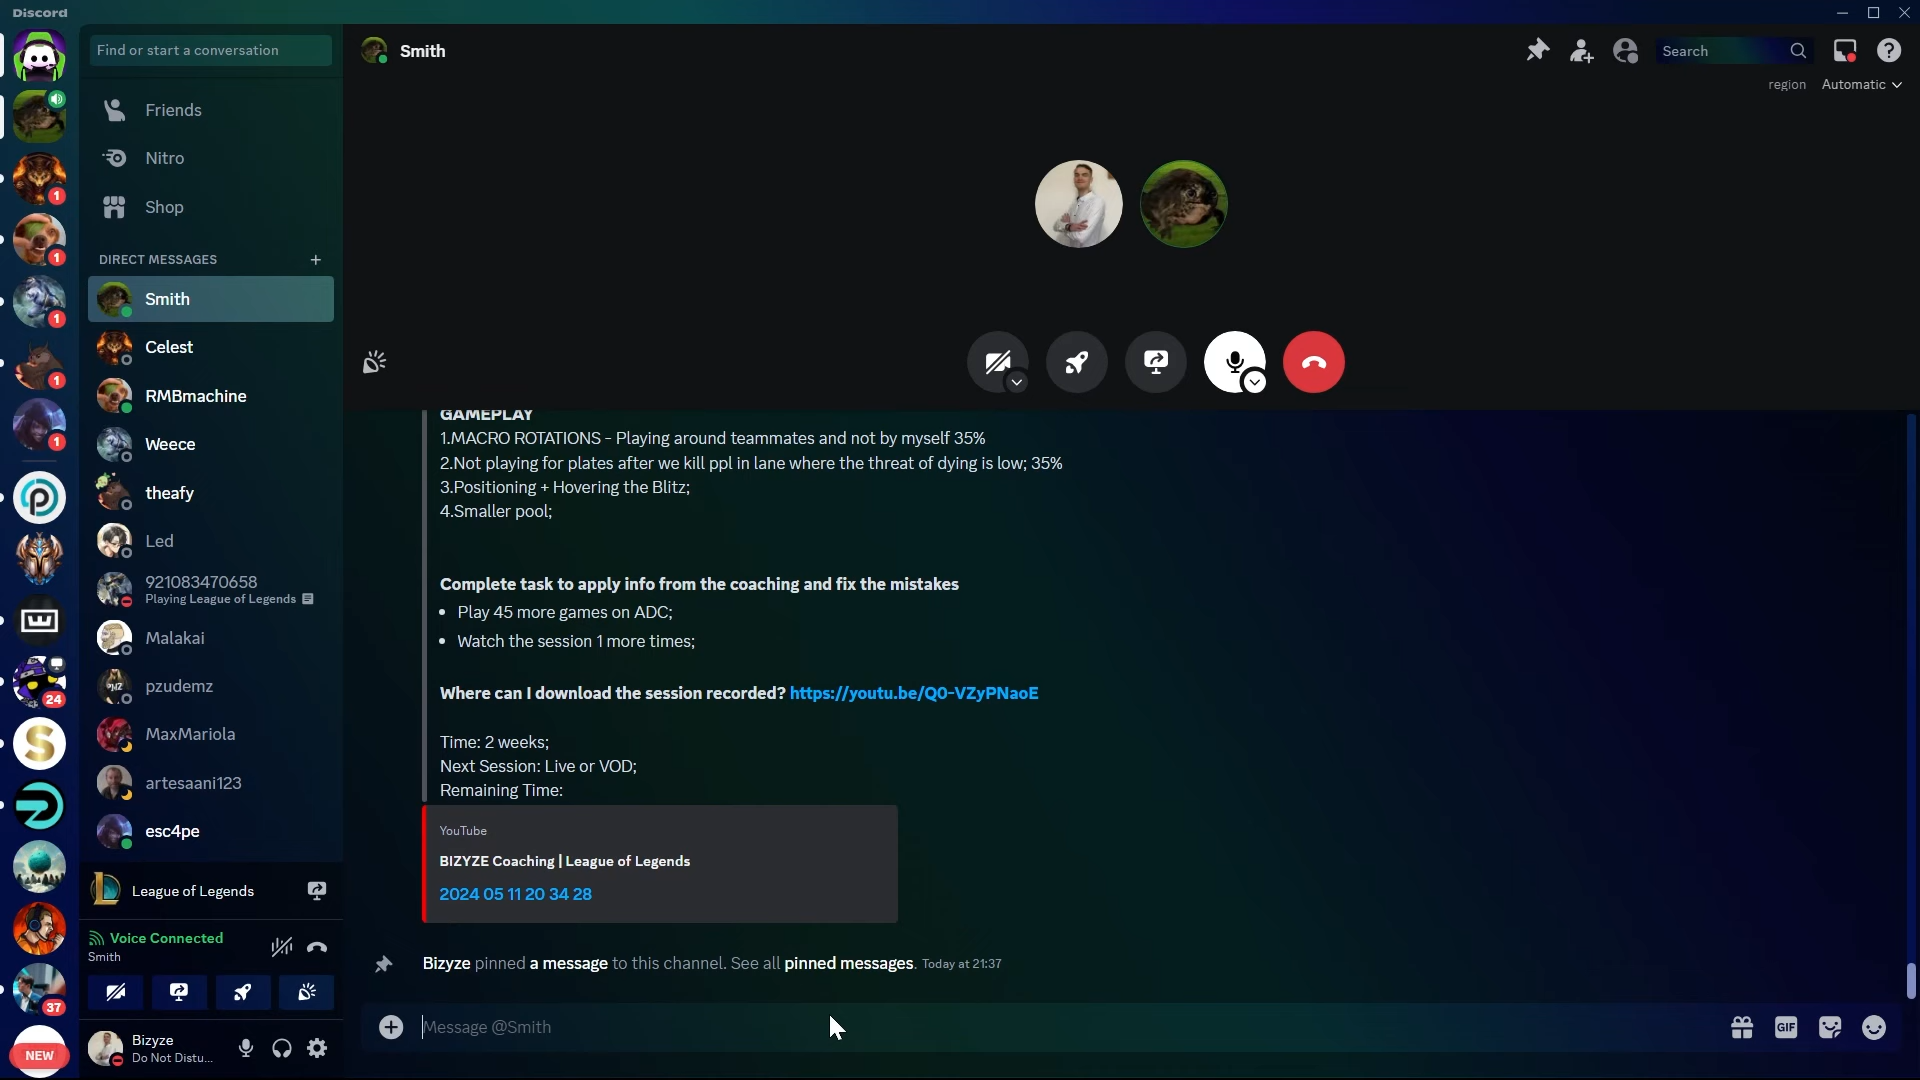 Discord
Find or start a conversation
Friends
Nitro
Shop
DIRECT MESSAGES
Smith
Celest
RMBmachine
Weece
theafy
Led
921083470658
Playing League of Legends
Malakai
pzudemz
MaxMariola
artesaani123
esc4pe
League of Legends
Voice Connected
Smith
Bizyze
Do Not Distu...
1
1
1
1
1
24
37
NEW
Smith
Search
region Automatic
GAMEPLAY
1.MACRO ROTATIONS - Playing around teammates and not by myself 35%
2.Not playing for plates after we kill ppl in lane where the threat of dying is low; 35%
3.Positioning + Hovering the Blitz;
4.Smaller pool;
Complete task to apply info from the coaching and fix the mistakes
• Play 45 more games on ADC;
• Watch the session 1 more times;
Where can I download the session recorded? https://youtu.be/Q0-VZyPNaoE
Time: 2 weeks;
Next Session: Live or VOD;
Remaining Time:
YouTube
BIZYZE Coaching | League of Legends
2024 05 11 20 34 28
Bizyze pinned a message to this channel. See all pinned messages. Today at 21:37
Message @Smith
GIF